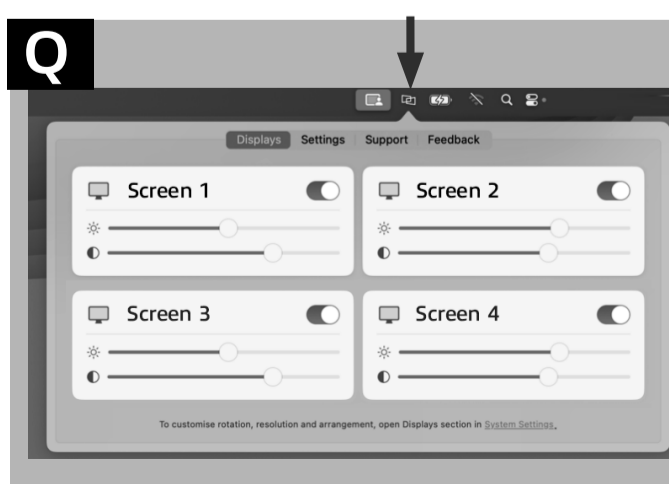 Q
Displays Settings Support Feedback
Screen 1
Screen 2
Screen 3
Screen 4
To customise rotation, resolution and arrangement, open Displays section in System Settings.